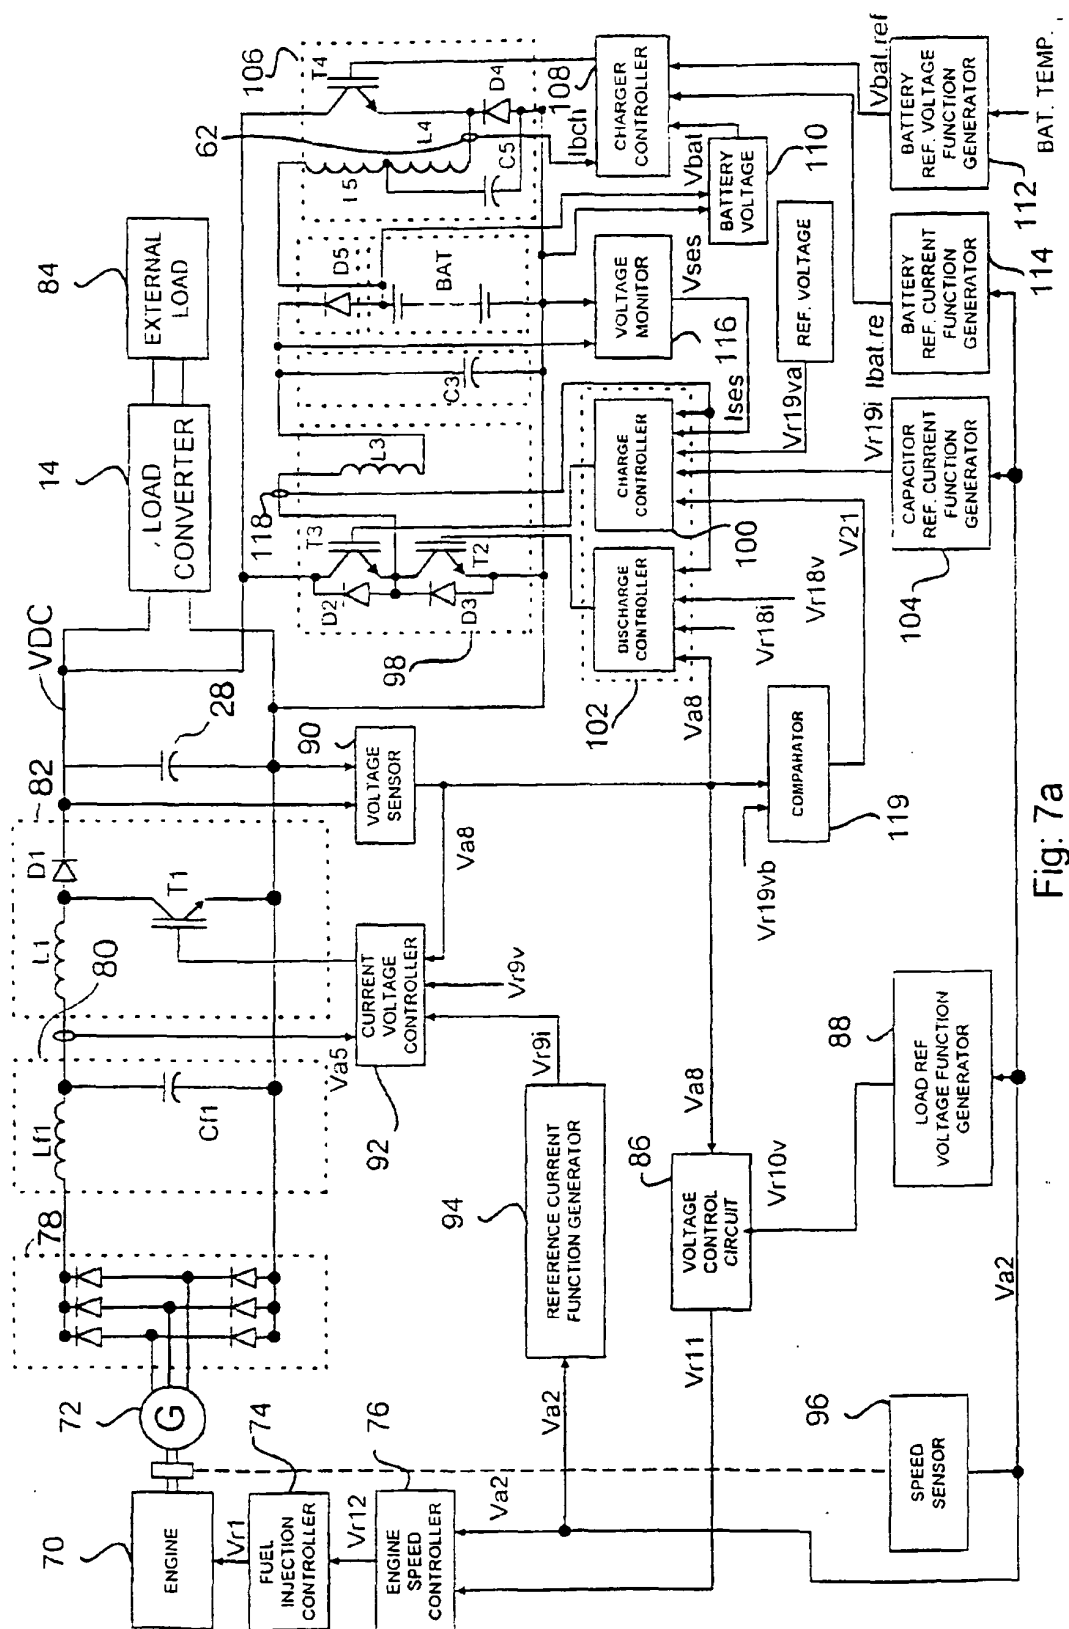 70
ENGINE
72
G
78
Lf1
Cf1
80
L1
T1
D1
82
28
VDC
14
LOAD
CONVERTER
84
EXTERNAL
LOAD
Vr1
74
FUEL
INJECTION
CONTROLLER
Vr12
76
ENGINE
SPEED
CONTROLLER
Va2
Va2
94
REFERENCE CURRENT
FUNCTION GENERATOR
Vr9i
Vr9v
Va5
92
CURRENT
VOLTAGE
CONTROLLER
Va8
90
VOLTAGE
SENSOR
98
D2
D3
T3
T2
118
L3
C3
D5
BAT
62
L5
L4
C5
T4
D4
106
102
DISCHARGE
CONTROLLER
100
CHARGE
CONTROLLER
Ises
116
VOLTAGE
MONITOR
Vses
BATTERY
VOLTAGE
110
Vbat
Ibch
108
CHARGER
CONTROLLER
Va8
Vr18i
Vr18v
V21
Vr19va
REF. VOLTAGE
Vr19vb
COMPARATOR
119
Vr11
86
VOLTAGE
CONTROL
CIRCUIT
Va8
Vr10v
88
LOAD REF
VOLTAGE FUNCTION
GENERATOR
96
SPEED
SENSOR
Va2
104
CAPACITOR
REF. CURRENT
FUNCTION
GENERATOR
Vr19i
Ibat.re
BATTERY
REF. CURRENT
FUNCTION
GENERATOR
114
Vbat.ref
BATTERY
REF. VOLTAGE
FUNCTION
GENERATOR
112
BAT. TEMP.
Fig: 7a